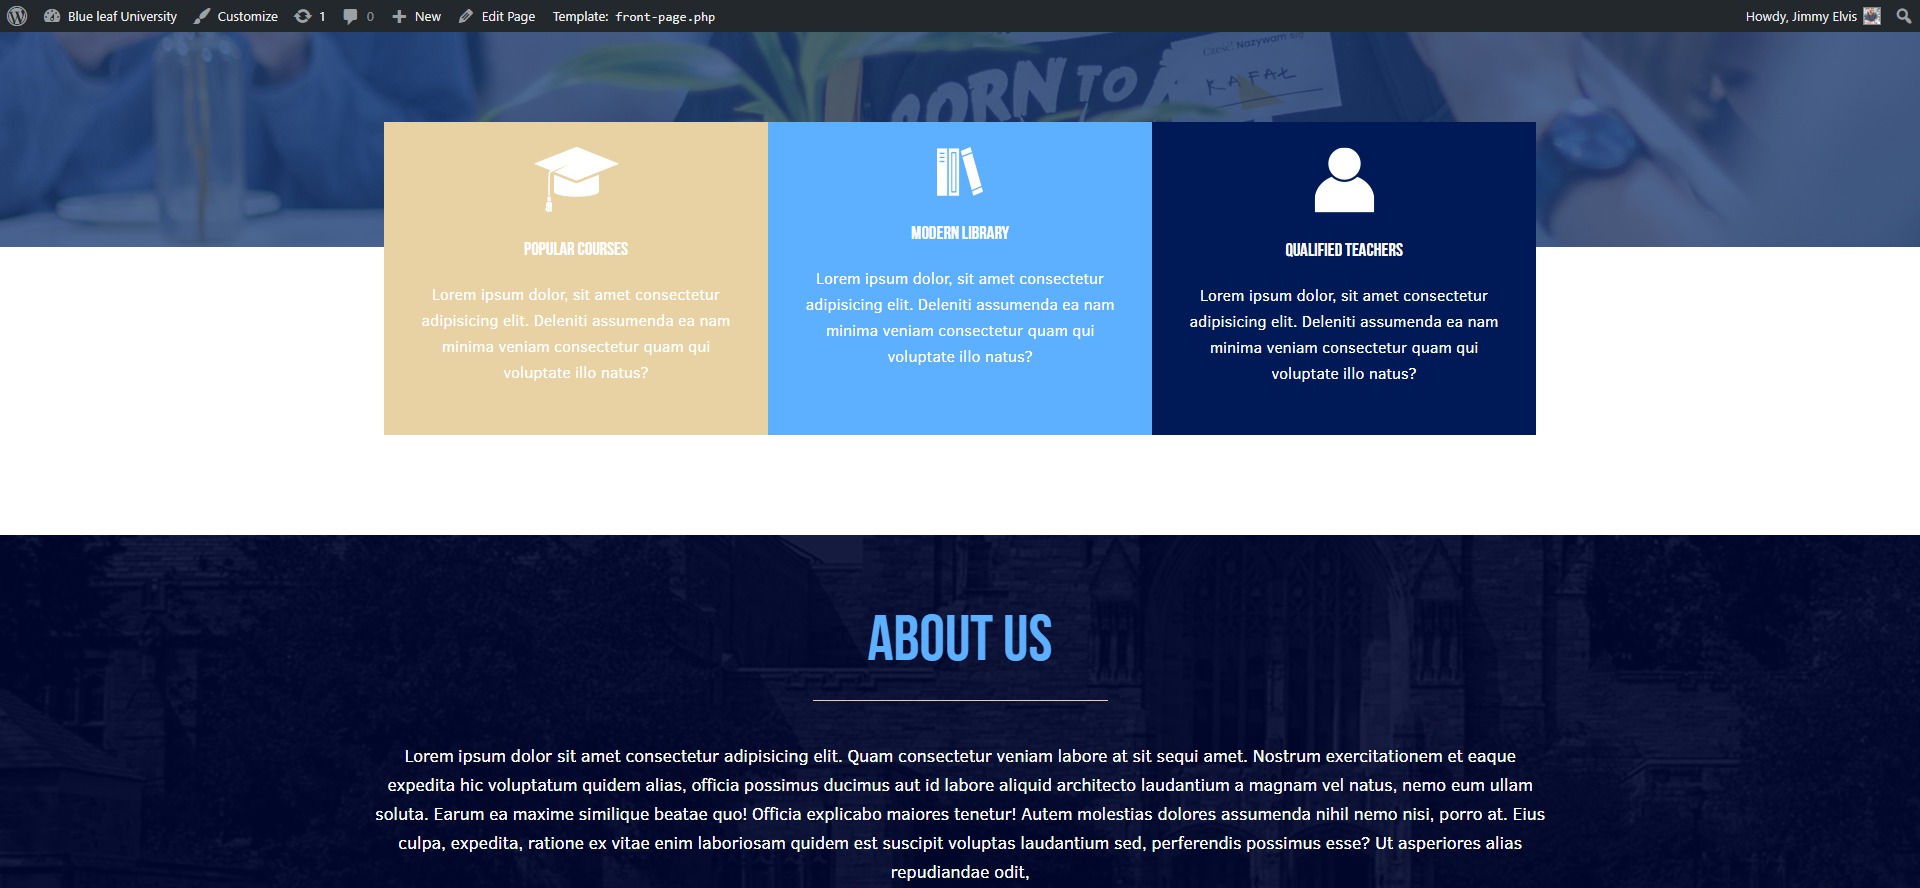 Blue leaf University Customize 1 0 New Edit Page Template: front-page.php Howdy, Jimmy Elvis
Cześć! Nazywam się
RAFAŁ
BORN TO
POPULAR COURSES
Lorem ipsum dolor, sit amet consectetur
adipisicing elit. Deleniti assumenda ea nam
minima veniam consectetur quam qui
voluptate illo natus?
MODERN LIBRARY
Lorem ipsum dolor, sit amet consectetur
adipisicing elit. Deleniti assumenda ea nam
minima veniam consectetur quam qui
voluptate illo natus?
QUALIFIED TEACHERS
Lorem ipsum dolor, sit amet consectetur
adipisicing elit. Deleniti assumenda ea nam
minima veniam consectetur quam qui
voluptate illo natus?
ABOUT US
Lorem ipsum dolor sit amet consectetur adipisicing elit. Quam consectetur veniam labore at sit sequi amet. Nostrum exercitationem et eaque
expedita hic voluptatum quidem alias, officia possimus ducimus aut id labore aliquid architecto laudantium a magnam vel natus, nemo eum ullam
soluta. Earum ea maxime similique beatae quo! Officia explicabo maiores tenetur! Autem molestias dolores assumenda nihil nemo nisi, porro at. Eius
culpa, expedita, ratione ex vitae enim laboriosam quidem est suscipit voluptas laudantium sed, perferendis possimus esse? Ut asperiores alias
repudiandae odit,